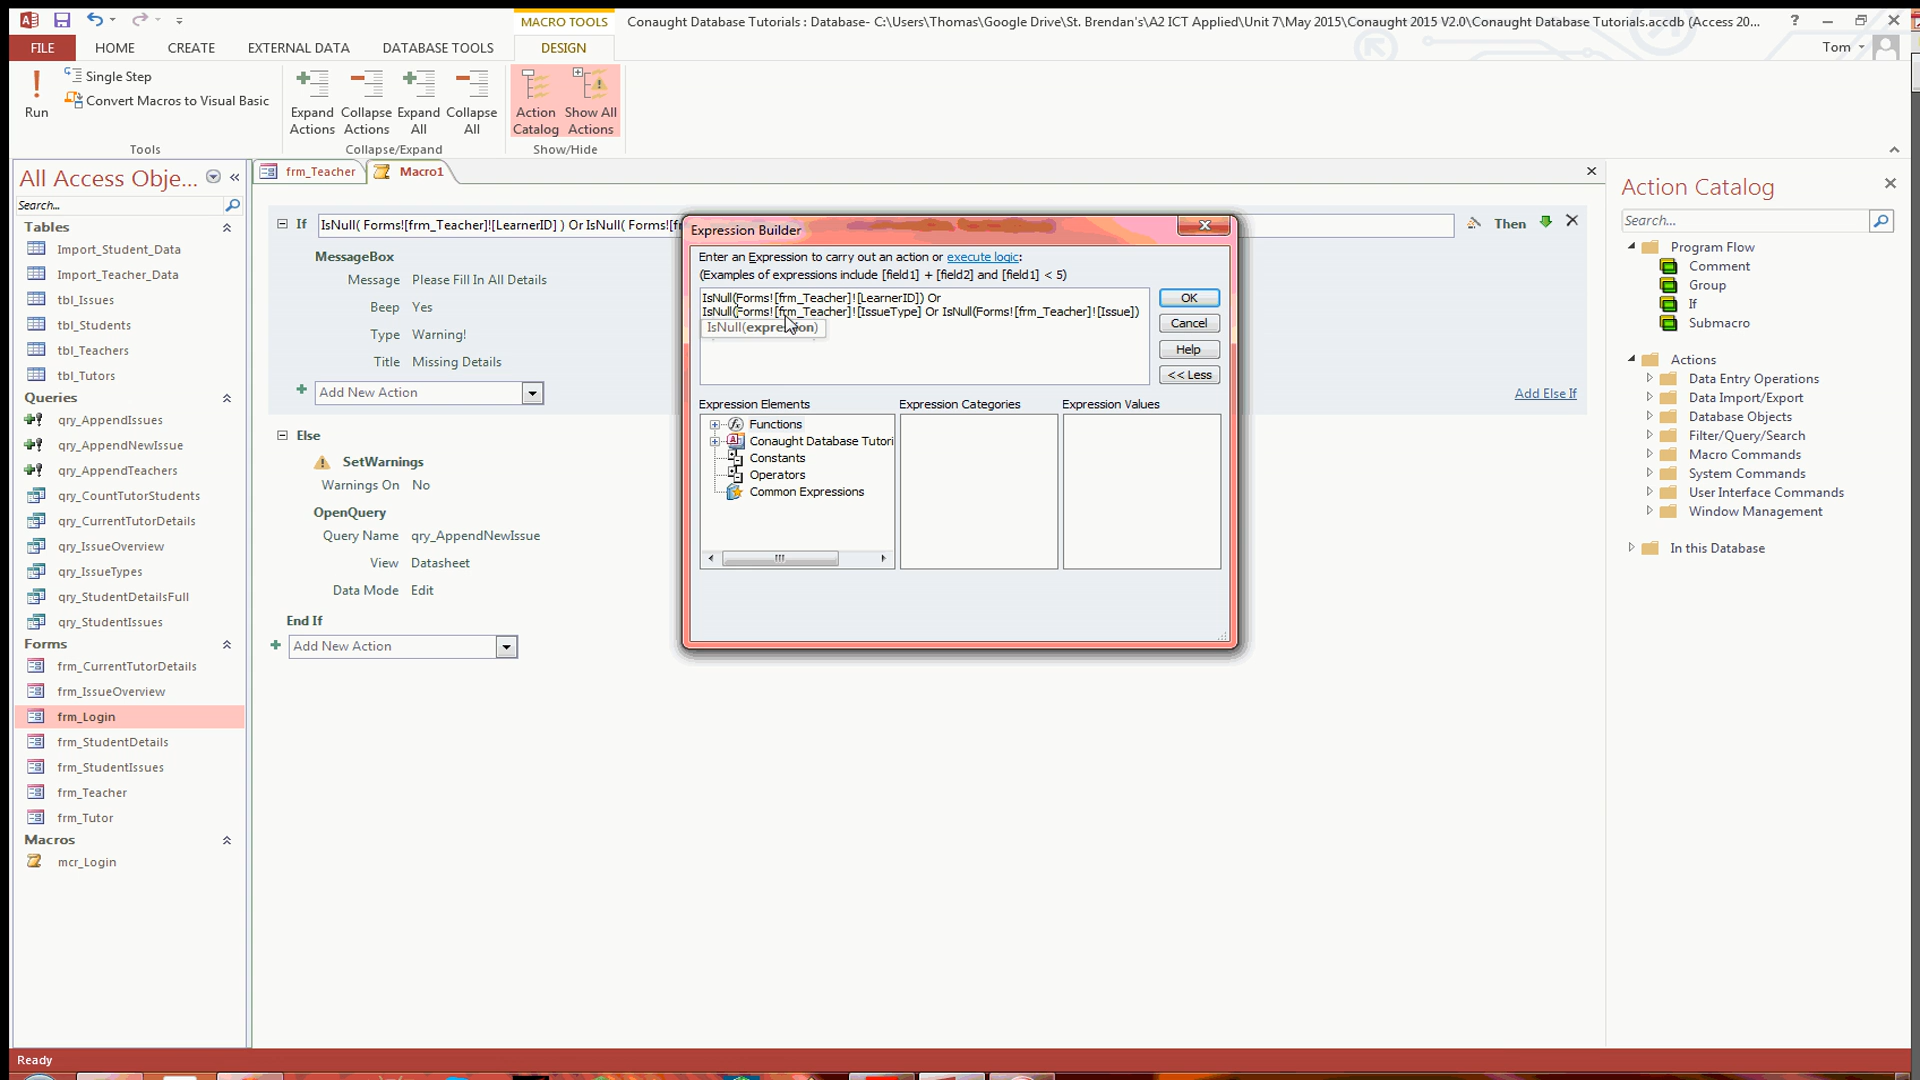 MACRO TOOLS
Conaught Database Tutorials : Database- C:\Users\Thomas\Google Drive\St. Brendan's\A2 ICT Applied\Unit 7\May 2015\Conaught 2015 V2.0\Conaught Database Tutorials.accdb (Access 20...
FILE HOME CREATE EXTERNAL DATA DATABASE TOOLS DESIGN
Tom
Single Step
Convert Macros to Visual Basic
Run
Expand Actions
Collapse Actions
Expand All
Collapse All
Action Catalog
Show All Actions
Tools
Collapse/Expand
Show/Hide
All Access Obje...
Search...
Tables
Import_Student_Data
Import_Teacher_Data
tbl_Issues
tbl_Students
tbl_Teachers
tbl_Tutors
Queries
qry_AppendIssues
qry_AppendNewIssue
qry_AppendTeachers
qry_CountTutorStudents
qry_CurrentTutorDetails
qry_IssueOverview
qry_IssueTypes
qry_StudentDetailsFull
qry_StudentIssues
Forms
frm_CurrentTutorDetails
frm_IssueOverview
frm_Login
frm_StudentDetails
frm_StudentIssues
frm_Teacher
frm_Tutor
Macros
mcr_Login
frm_Teacher
Macro1
If IsNull( Forms![frm_Teacher]![LearnerID] ) Or IsNull( Forms![f
Then
MessageBox
Message Please Fill In All Details
Beep Yes
Type Warning!
Title Missing Details
Add New Action
Add Else If
Else
SetWarnings
Warnings On No
OpenQuery
Query Name qry_AppendNewIssue
View Datasheet
Data Mode Edit
End If
Add New Action
Expression Builder
Enter an Expression to carry out an action or execute logic:
(Examples of expressions include [field1] + [field2] and [field1] < 5)
IsNull(Forms![frm_Teacher]![LearnerID]) Or
IsNull(Forms![frm_Teacher]![IssueType] Or IsNull(Forms![frm_Teacher]![Issue])
IsNull(expression)
OK
Cancel
Help
<< Less
Expression Elements
Functions
Conaught Database Tutori
Constants
Operators
Common Expressions
Expression Categories
Expression Values
Action Catalog
Search...
Program Flow
Comment
Group
If
Submacro
Actions
Data Entry Operations
Data Import/Export
Database Objects
Filter/Query/Search
Macro Commands
System Commands
User Interface Commands
Window Management
In this Database
Ready